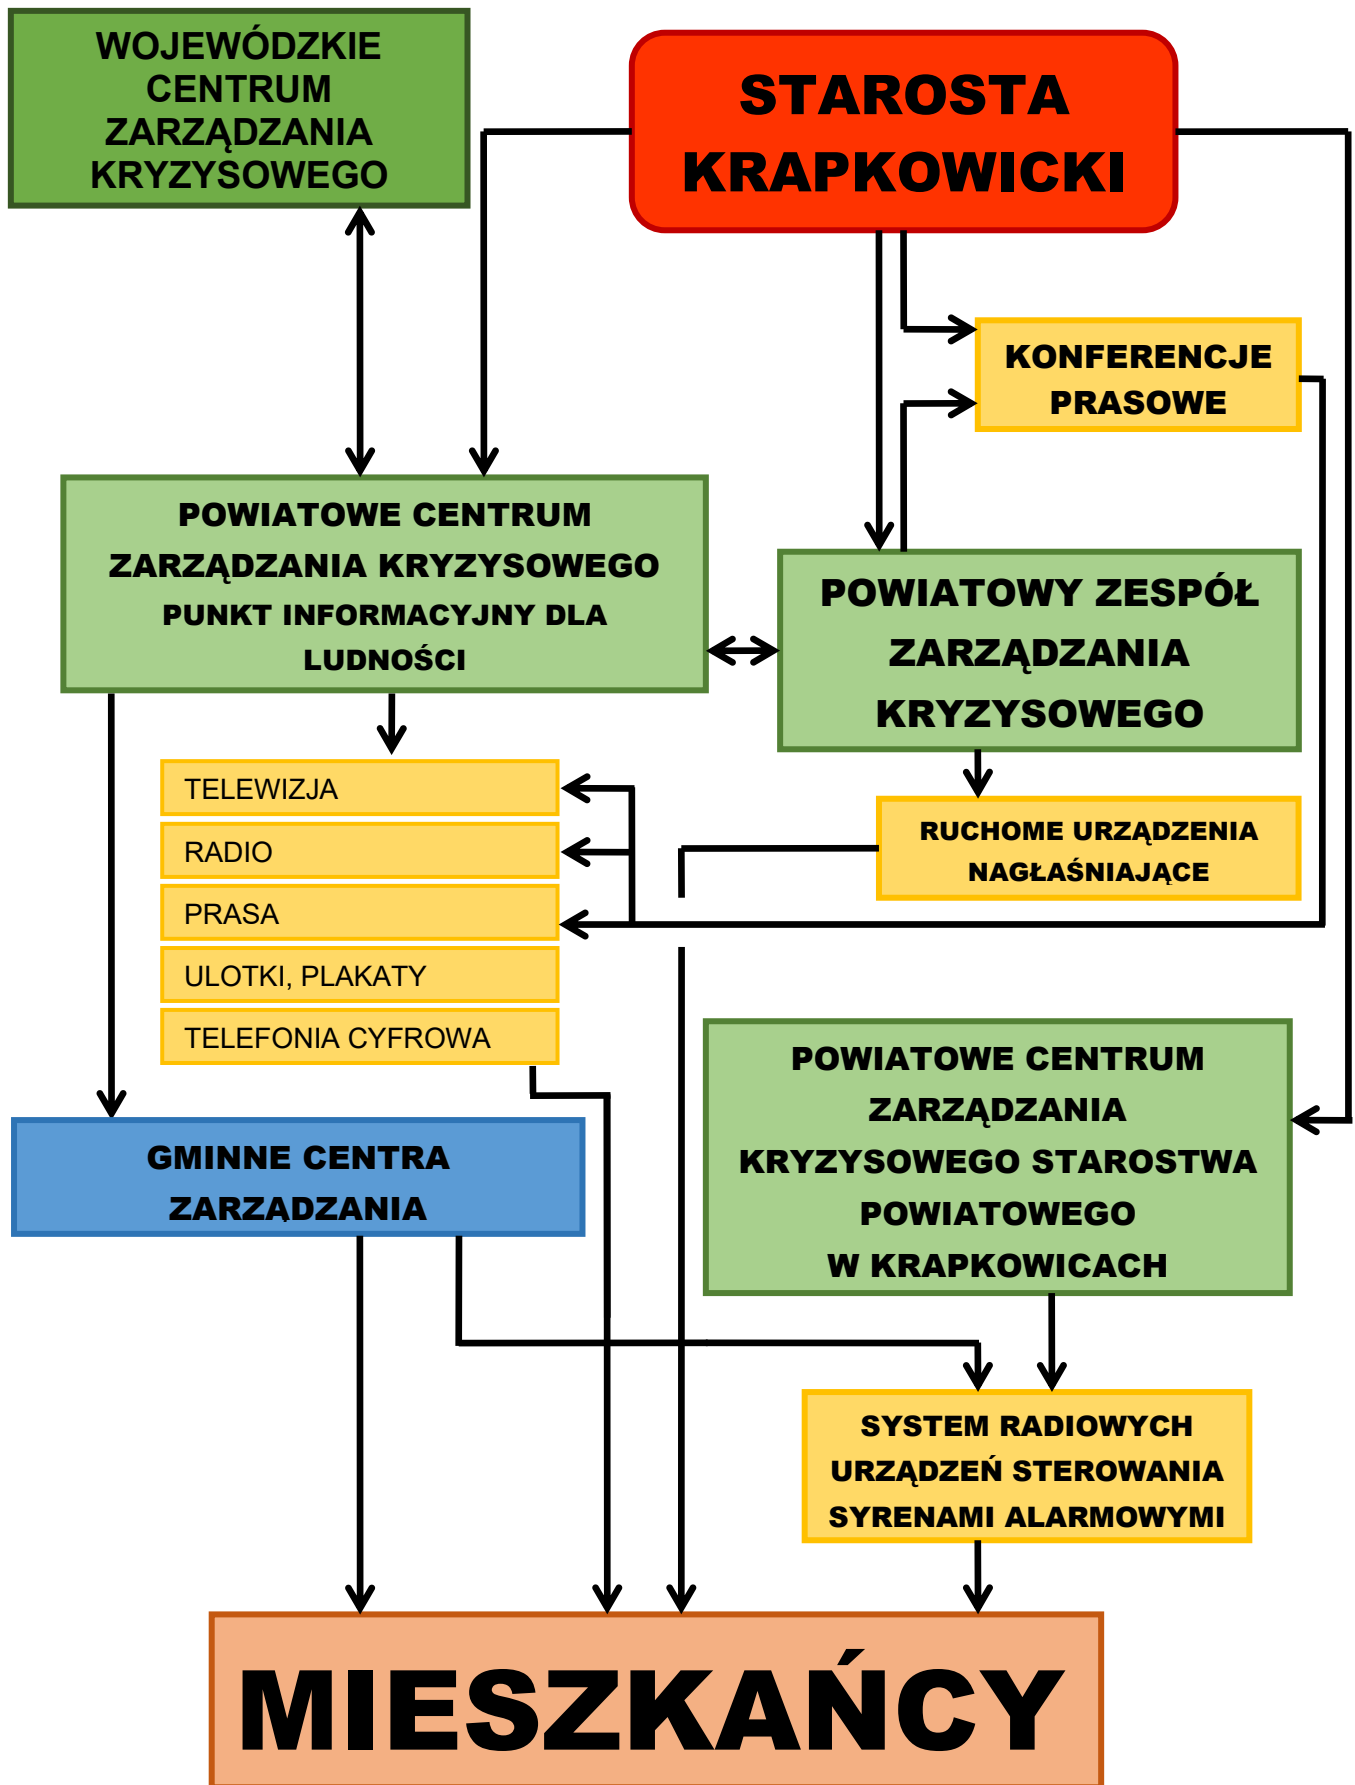 WOJEWÓDZKIE
CENTRUM
ZARZĄDZANIA
KRYZYSOWEGO
STAROSTA
KRAPKOWICKI
KONFERENCJE
PRASOWE
POWIATOWE CENTRUM
ZARZĄDZANIA KRYZYSOWEGO
PUNKT INFORMACYJNY DLA
LUDNOŚCI
POWIATOWY ZESPÓŁ
ZARZĄDZANIA
KRYZYSOWEGO
TELEWIZJA
RADIO
PRASA
ULOTKI, PLAKATY
TELEFONIA CYFROWA
RUCHOME URZĄDZENIA
NAGŁAŚNIAJĄCE
POWIATOWE CENTRUM
ZARZĄDZANIA
KRYZYSOWEGO STAROSTWA
POWIATOWEGO
W KRAPKOWICACH
GMINNE CENTRA
ZARZĄDZANIA
SYSTEM RADIOWYCH
URZĄDZEŃ STEROWANIA
SYRENAMI ALARMOWYMI
MIESZKAŃCY